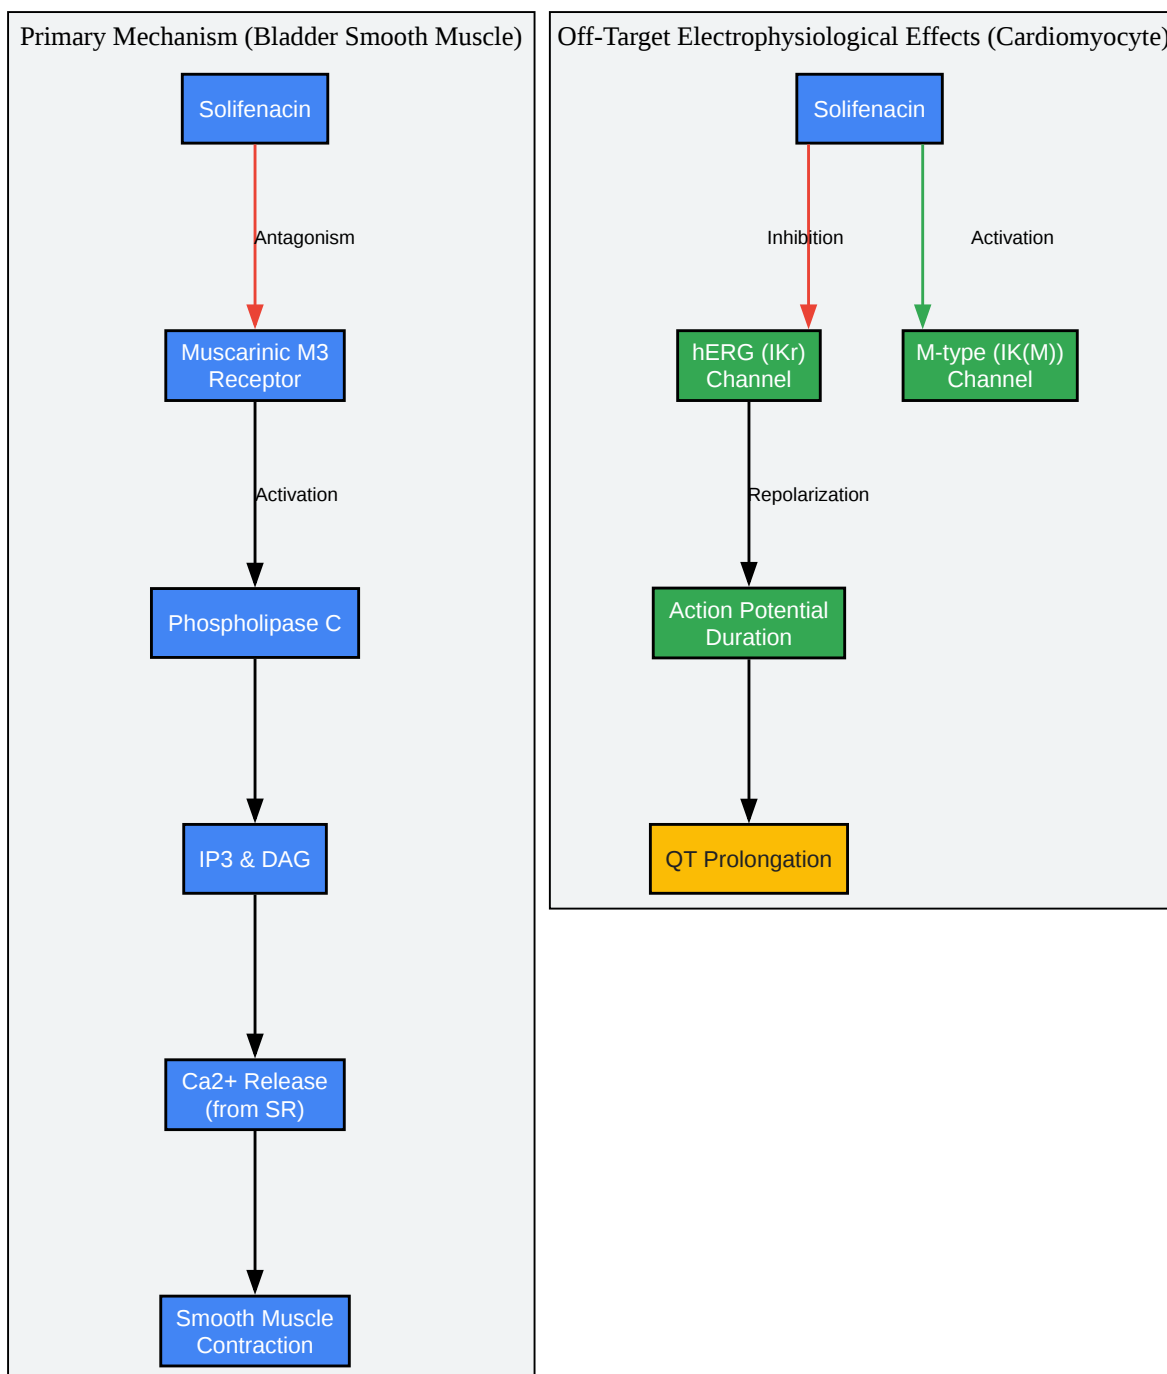 Primary Mechanism (Bladder Smooth Muscle)
Solifenacin
Antagonism
Muscarinic M3
Receptor
Activation
Phospholipase C
IP3 & DAG
Ca2+ Release
(from SR)
Smooth Muscle
Contraction
Off-Target Electrophysiological Effects (Cardiomyocyte)
Solifenacin
Inhibition
Activation
hERG (IKr)
Channel
M-type (IK(M))
Channel
Repolarization
Action Potential
Duration
QT Prolongation